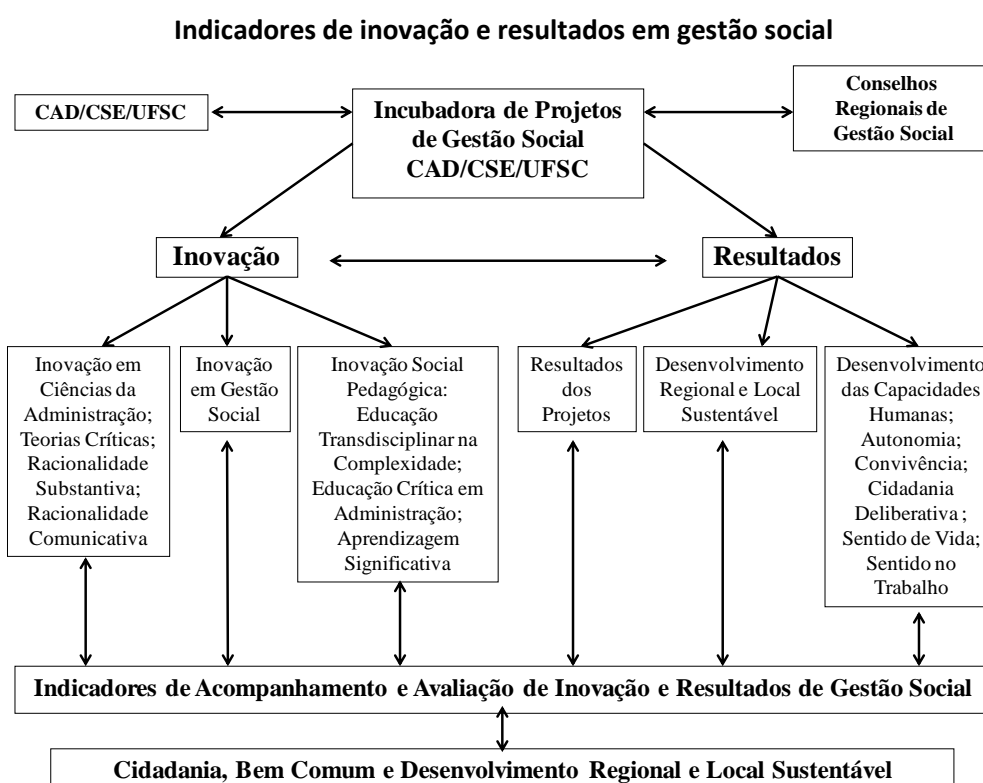 Indicadores de inovação e resultados em gestão social
CAD/CSE/UFSC
Incubadora de Projetos
de Gestão Social
CAD/CSE/UFSC
Conselhos
Regionais de
Gestão Social
Inovação
Resultados
Inovação em
Ciências da
Administração;
Teorias Críticas;
Racionalidade
Substantiva;
Racionalidade
Comunicativa
Inovação
em Gestão
Social
Inovação Social
Pedagógica:
Educação
Transdisciplinar na
Complexidade;
Educação Crítica em
Administração;
Aprendizagem
Significativa
Resultados
dos
Projetos
Desenvolvimento
Regional e Local
Sustentável
Desenvolvimento
das Capacidades
Humanas;
Autonomia;
Convivência;
Cidadania
Deliberativa ;
Sentido de Vida;
Sentido no
Trabalho
Indicadores de Acompanhamento e Avaliação de Inovação e Resultados de Gestão Social
Cidadania, Bem Comum e Desenvolvimento Regional e Local Sustentável